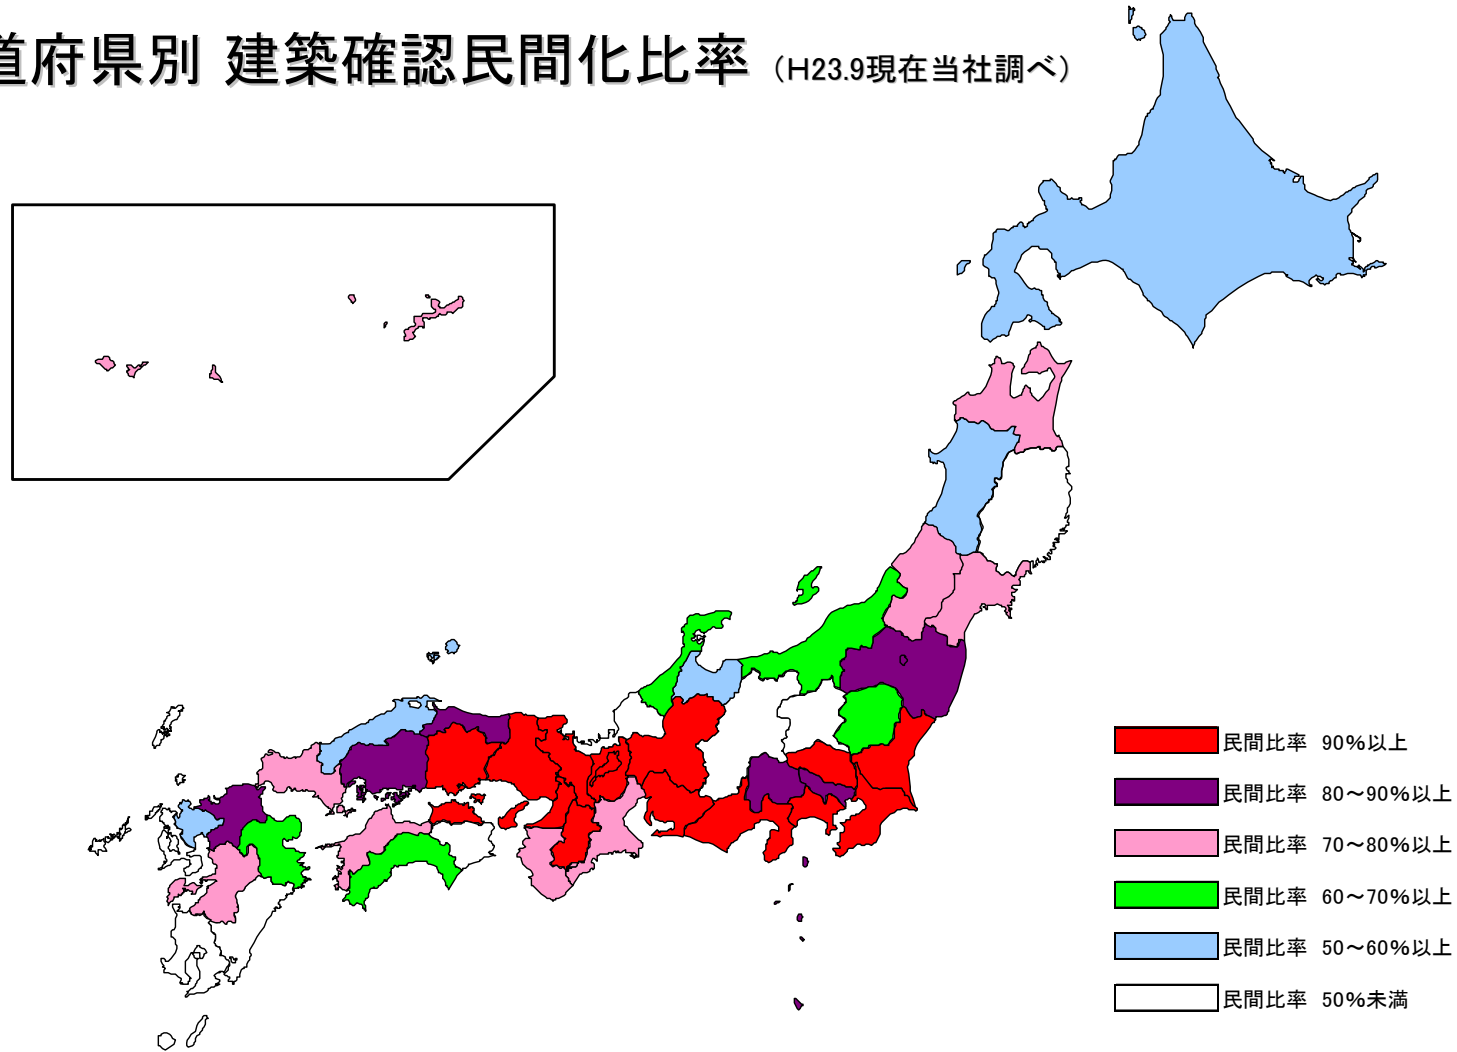 道府県別 建築確認民間化比率 （H23.9現在当社調べ）
民間比率 90%以上
民間比率 80～90%以上
民間比率 70～80%以上
民間比率 60～70%以上
民間比率 50～60%以上
民間比率 50%未満